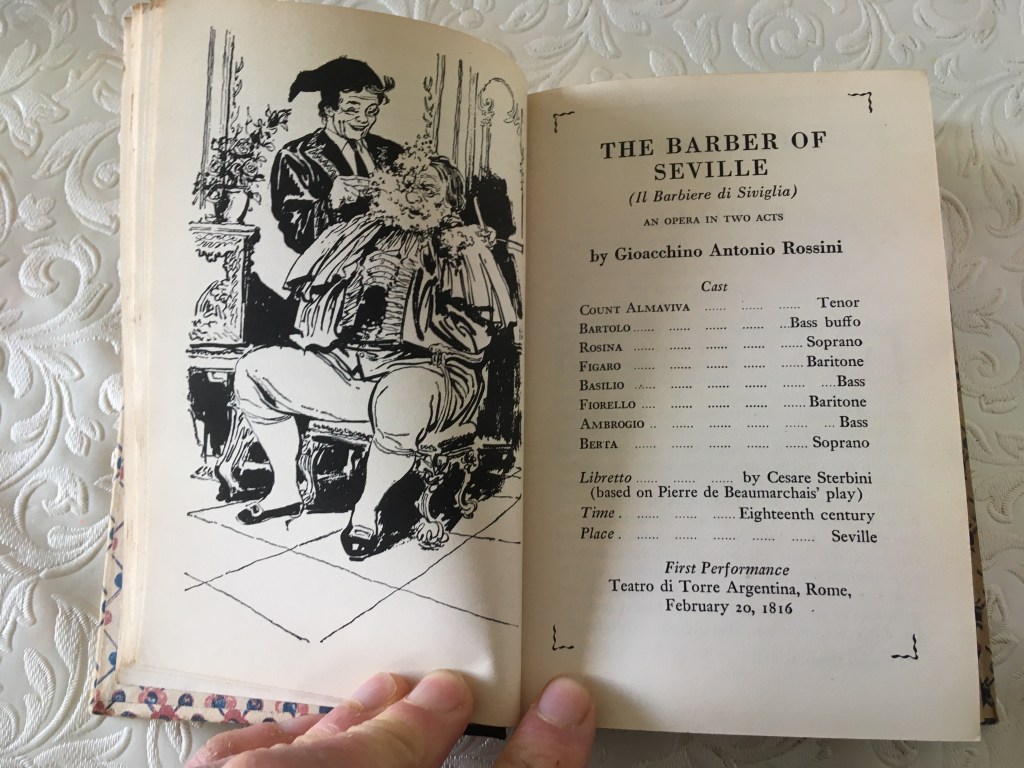 THE BARBER OF
SEVILLE
(Il Barbiere di Siviglia)
AN OPERA IN TWO ACTS
by Gioacchino Antonio Rossini
Cast
COUNT ALMAVIVA ...... ...... ...... Tenor
BARTOLO ...... ...... ...... ...... ...Bass buffo
ROSINA ...... ...... ...... ...... ......Soprano
FIGARO ...... ...... ...... ...... ......Baritone
BASILIO .... ...... ...... ...... ....Bass
FIORELLO .... ...... ...... ...... ......Baritone
AMBROGIO .. ...... ...... ...... ...... ...Bass
BERTA ...... ...... ...... ...... ...... Soprano
Libretto ...... ...... ...... by Cesare Sterbini
(based on Pierre de Beaumarchais' play)
Time . ...... ...... ......Eighteenth century
Place . ...... ...... ...... ...... ...... Seville
First Performance
Teatro di Torre Argentina, Rome,
February 20, 1816